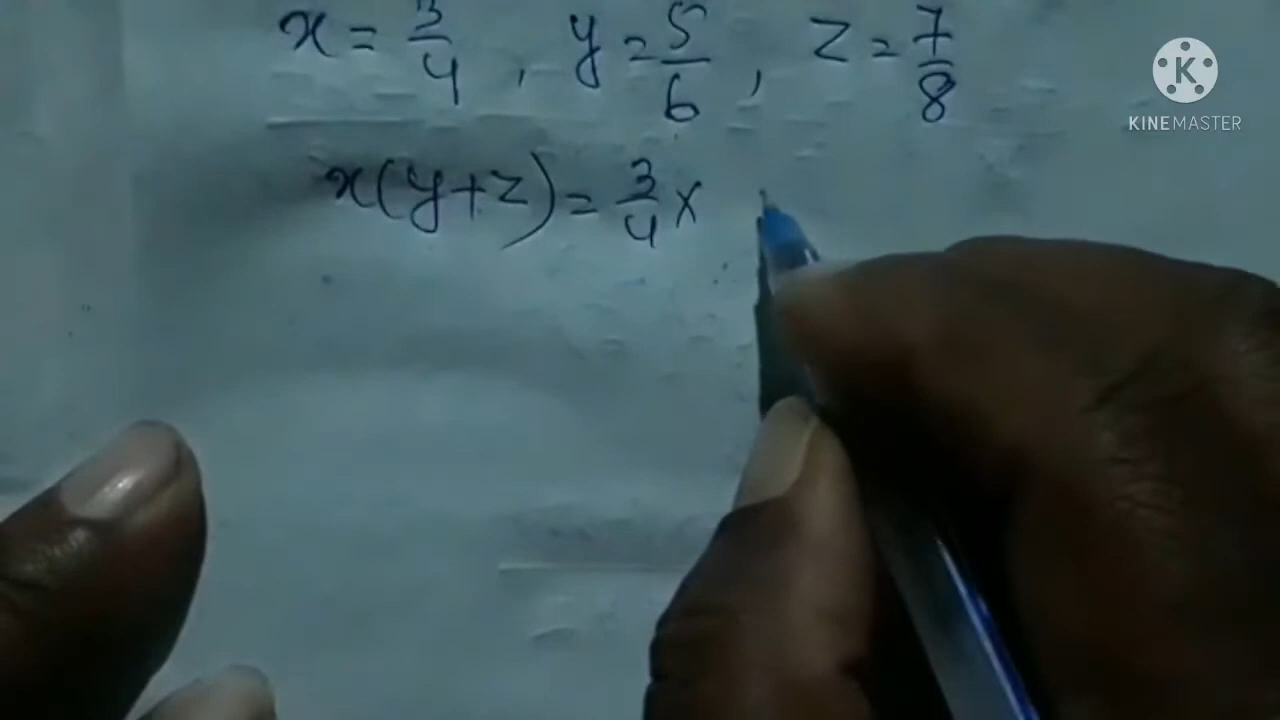 x = 3/4 , y = 5/6 , z = 7/8
K
KINEMASTER
x(y+z) = 3/4 x